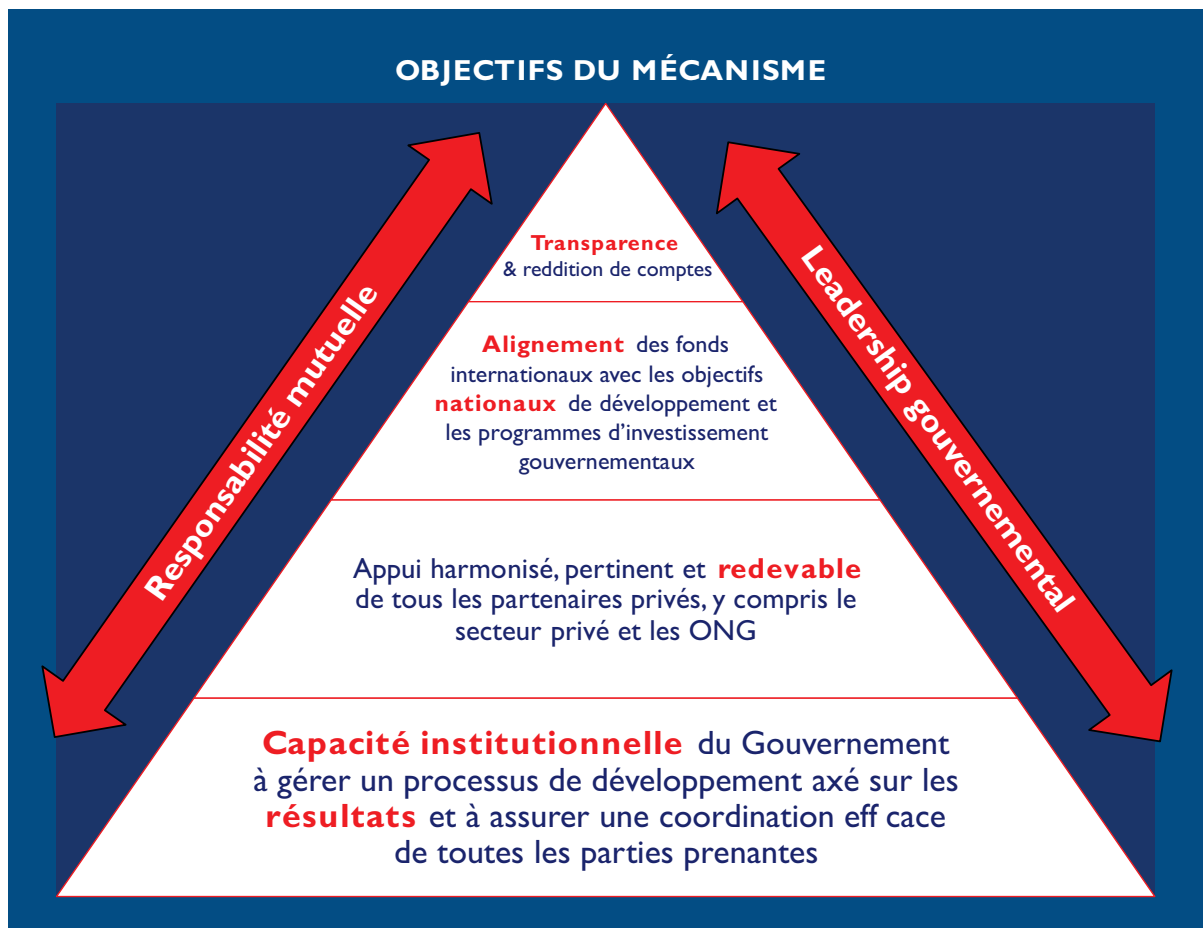 OBJECTIFS DU MÉCANISME
Responsabilité mutuelle
Leadership gouvernemental
Transparence
& reddition de comptes
Alignement des fonds
internationaux avec les objectifs
nationaux de développement et
les programmes d'investissement
gouvernementaux
Appui harmonisé, pertinent et redevable
de tous les partenaires privés, y compris le
secteur privé et les ONG
Capacité institutionnelle du Gouvernement
à gérer un processus de développement axé sur les
résultats et à assurer une coordination eff cace
de toutes les parties prenantes